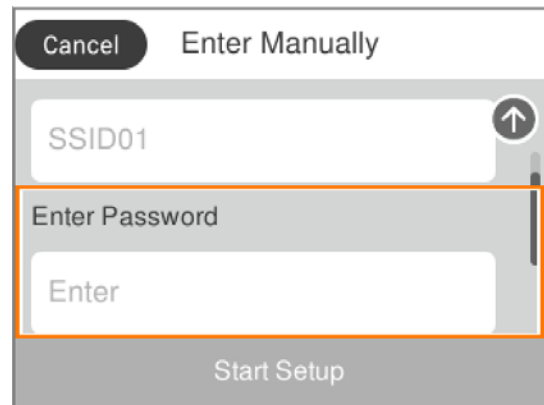 Cancel Enter Manually
SSID01
Enter Password
Enter
Start Setup